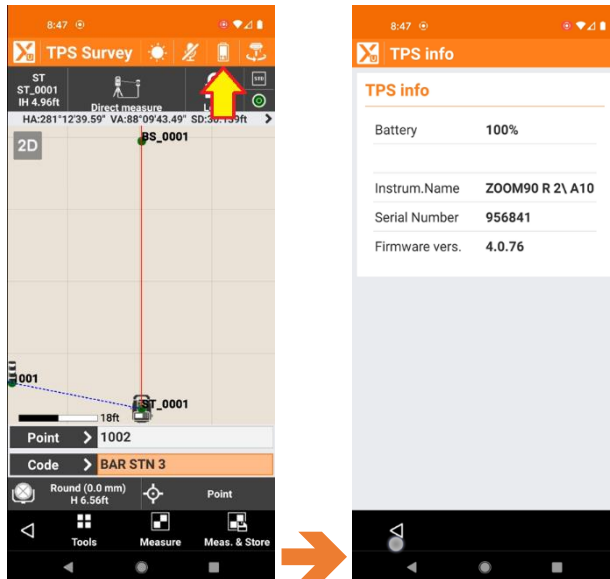 8:47
TPS Survey
ST
ST_0001
IH 4.96ft
Direct measure
STD
HA:281°12'39.59" VA:88°09'43.49" SD:30.139ft
2D
BS_0001
1001
ST_0001
18ft
Point
1002
Code
BAR STN 3
Round (0.0 mm)
H 6.56ft
Point
Tools
Measure
Meas. & Store
8:47
TPS info
TPS info
Battery 100%
Instrum.Name ZOOM90 R 2\ A10
Serial Number 956841
Firmware vers. 4.0.76